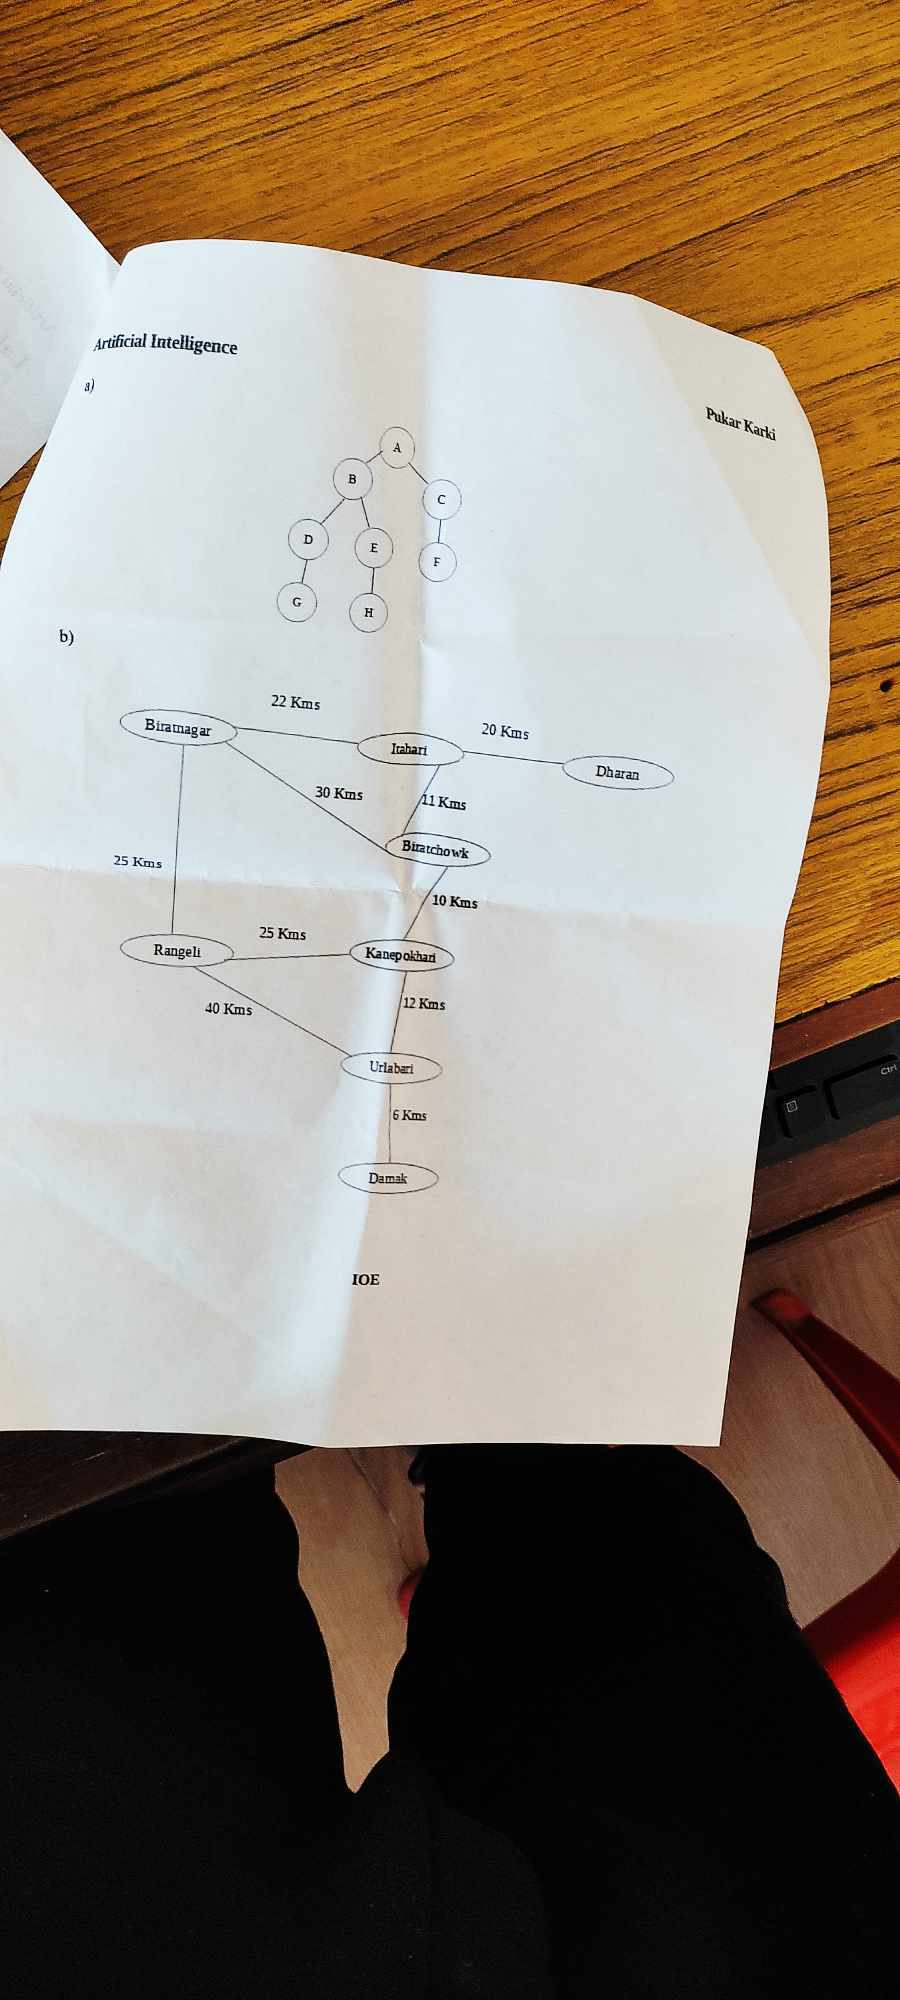 Artificial Intelligence
Pukar Karki
a)
A
B
C
D
E
F
G
H
b)
22 Kms
20 Kms
Biratnagar
Itahari
Dharan
30 Kms
11 Kms
Biratchowk
25 Kms
10 Kms
25 Kms
Rangeli
Kanepokhari
40 Kms
12 Kms
Urlabari
6 Kms
Damak
IOE
Ctrl